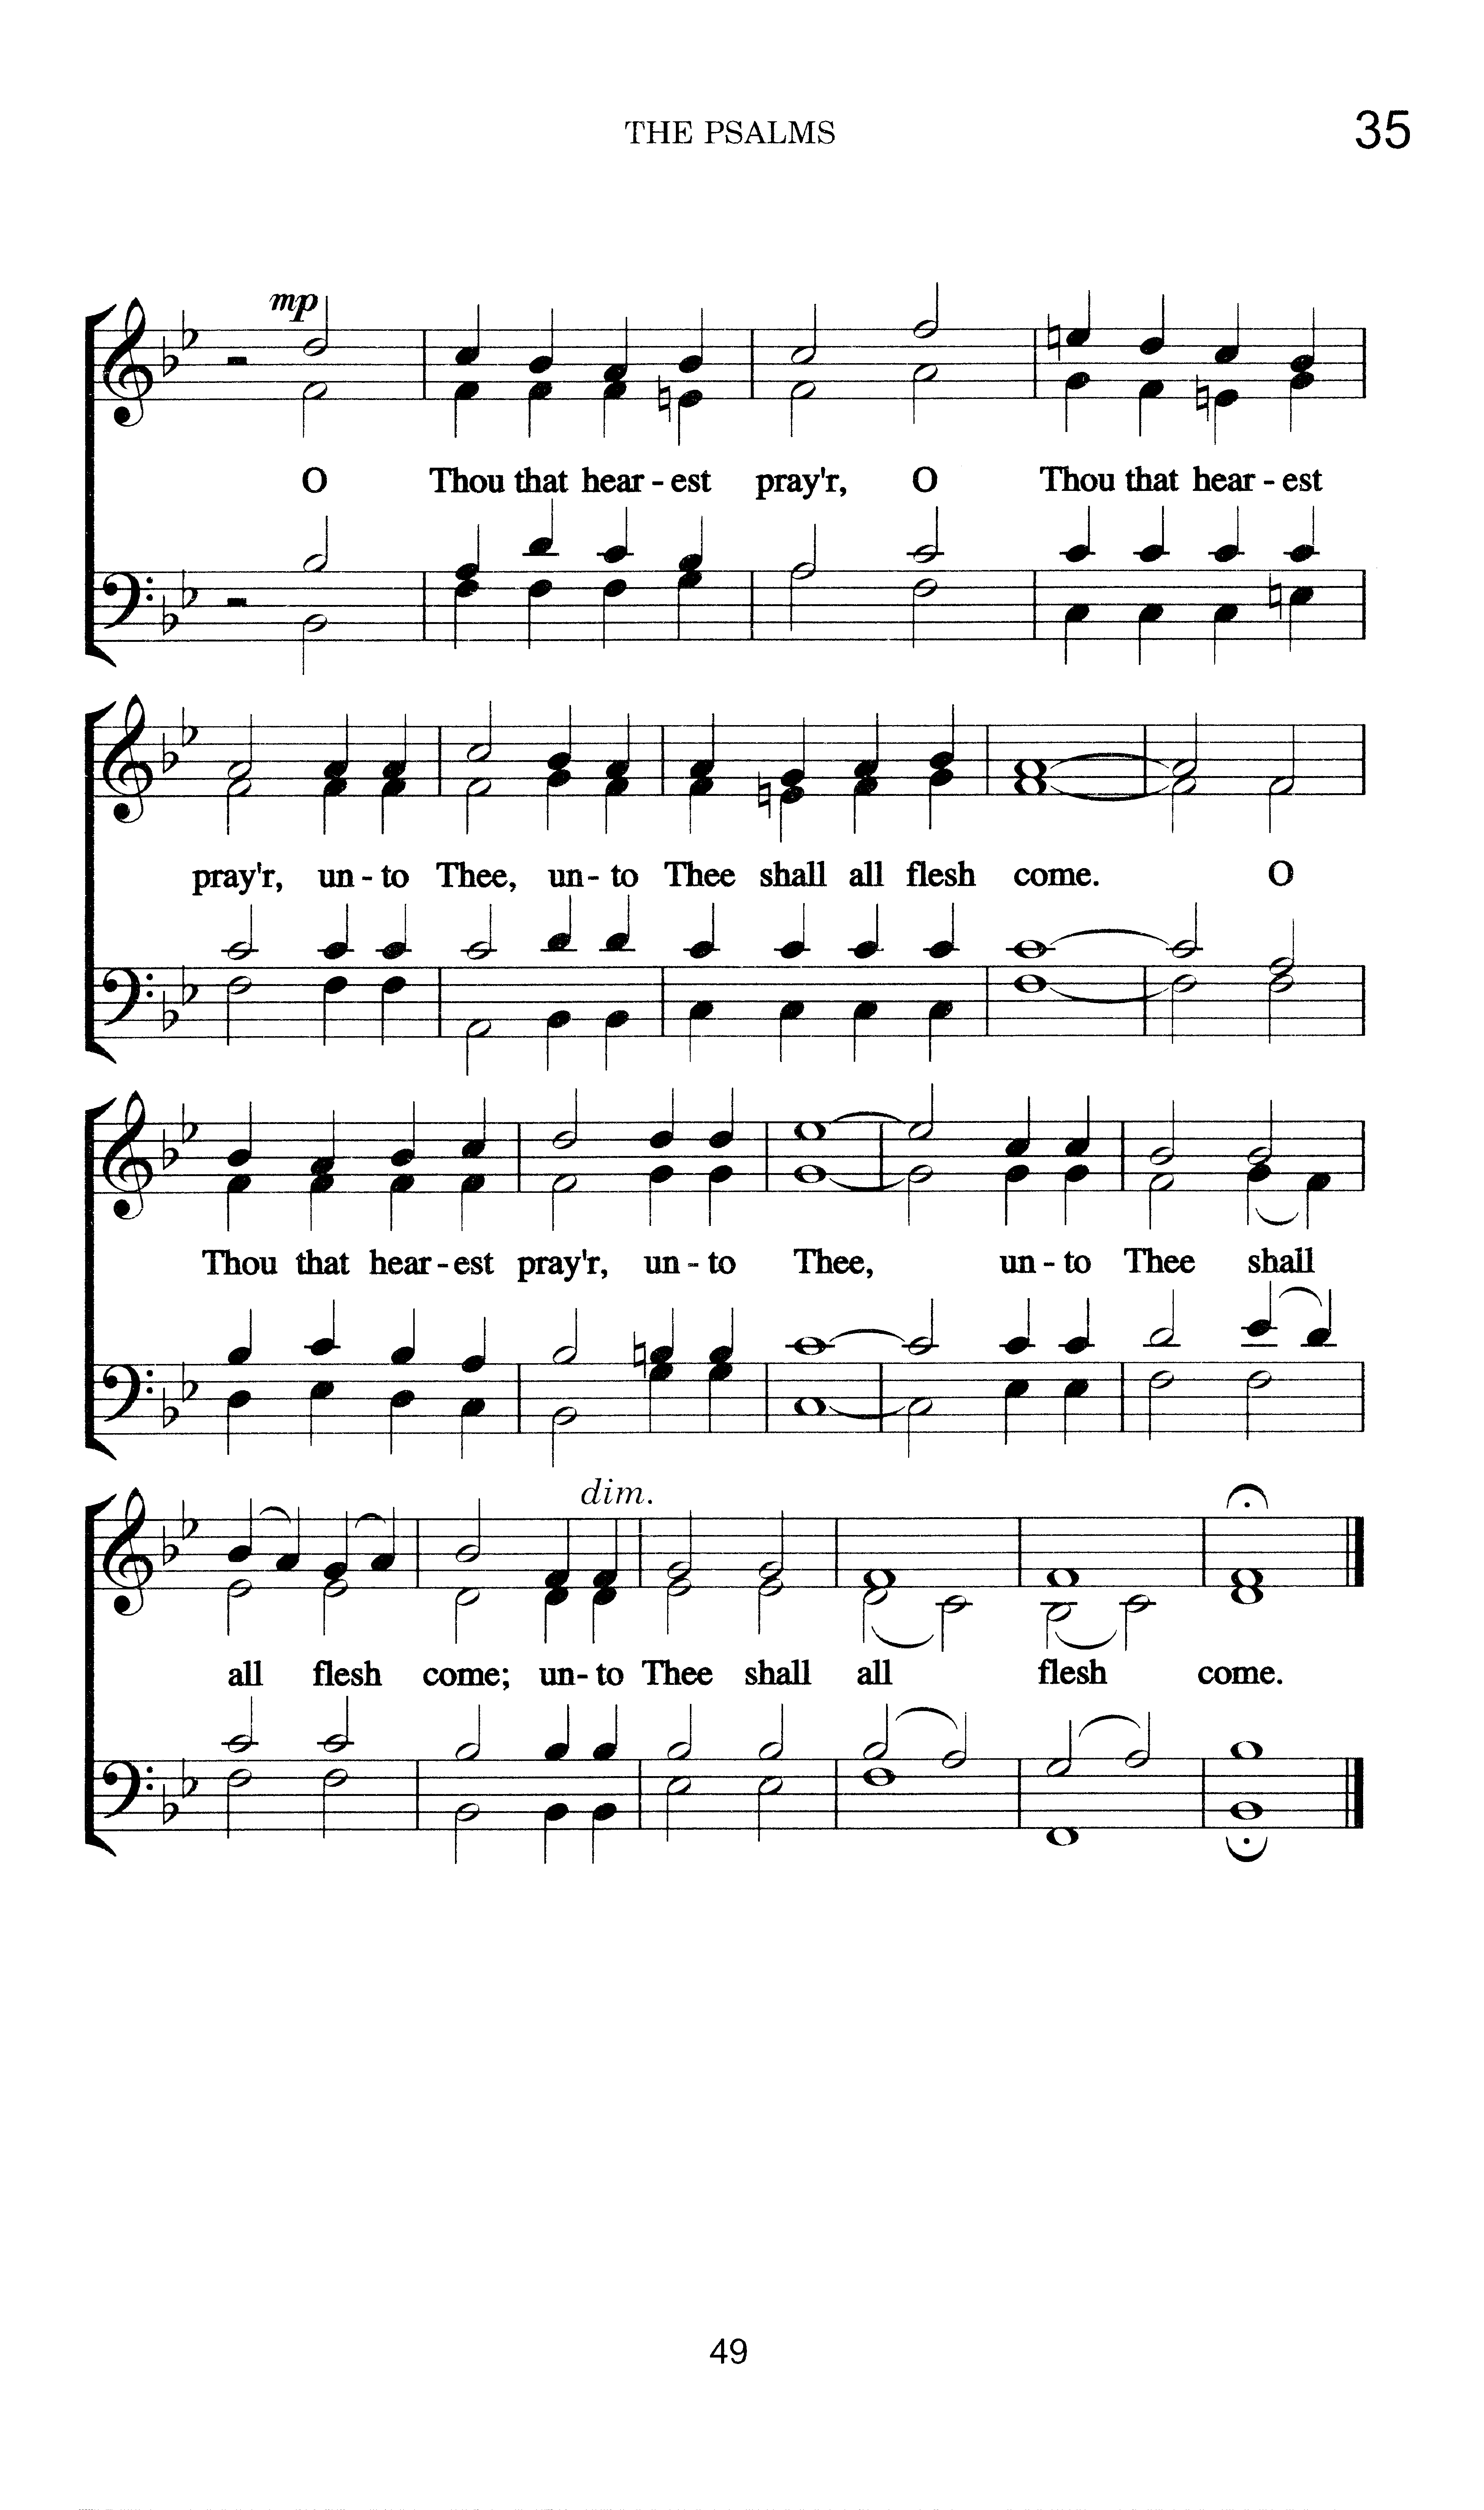 THE PSALMS
35
mp
O Thou that hear - est pray'r, O Thou that hear - est
pray'r, un - to Thee, un - to Thee shall all flesh come. O
Thou that hear - est pray'r, un - to Thee, un - to Thee shall
dim.
all flesh come; un - to Thee shall all flesh come.
49